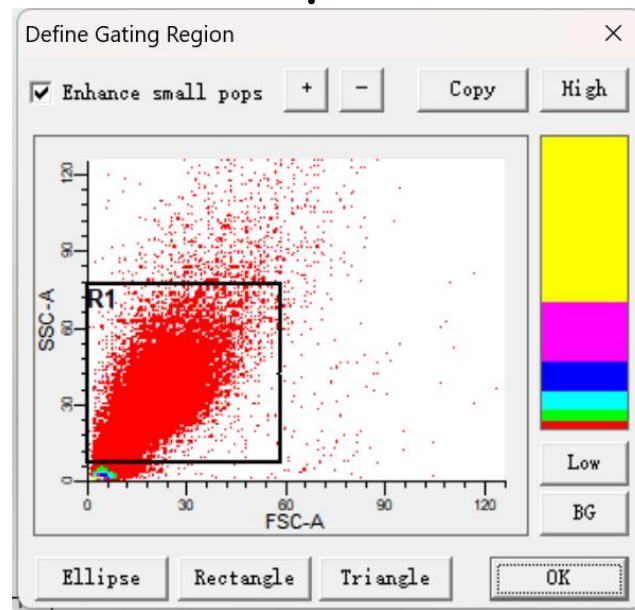 Define Gating Region
Enhance small pops + − Copy High
120
90
60
30
0
SSC-A
R1
0 30 60 90 120
FSC-A
Low
BG
Ellipse Rectangle Triangle OK